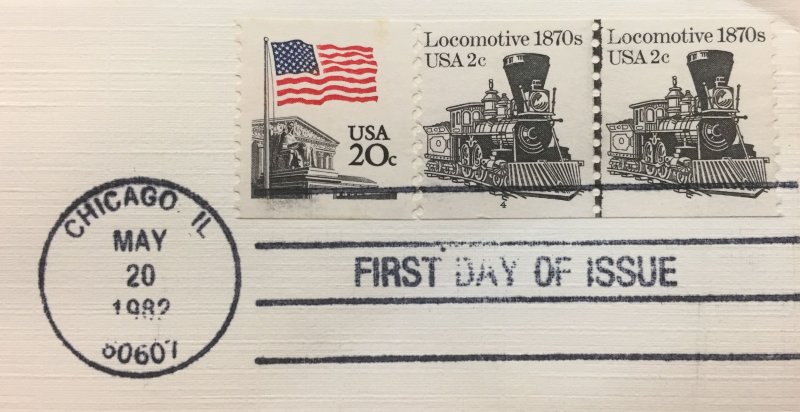 USA
20c
Locomotive 1870s
USA 2c
4
Locomotive 1870s
USA 2c
CHICAGO IL
MAY
20
1982
60607
FIRST DAY OF ISSUE